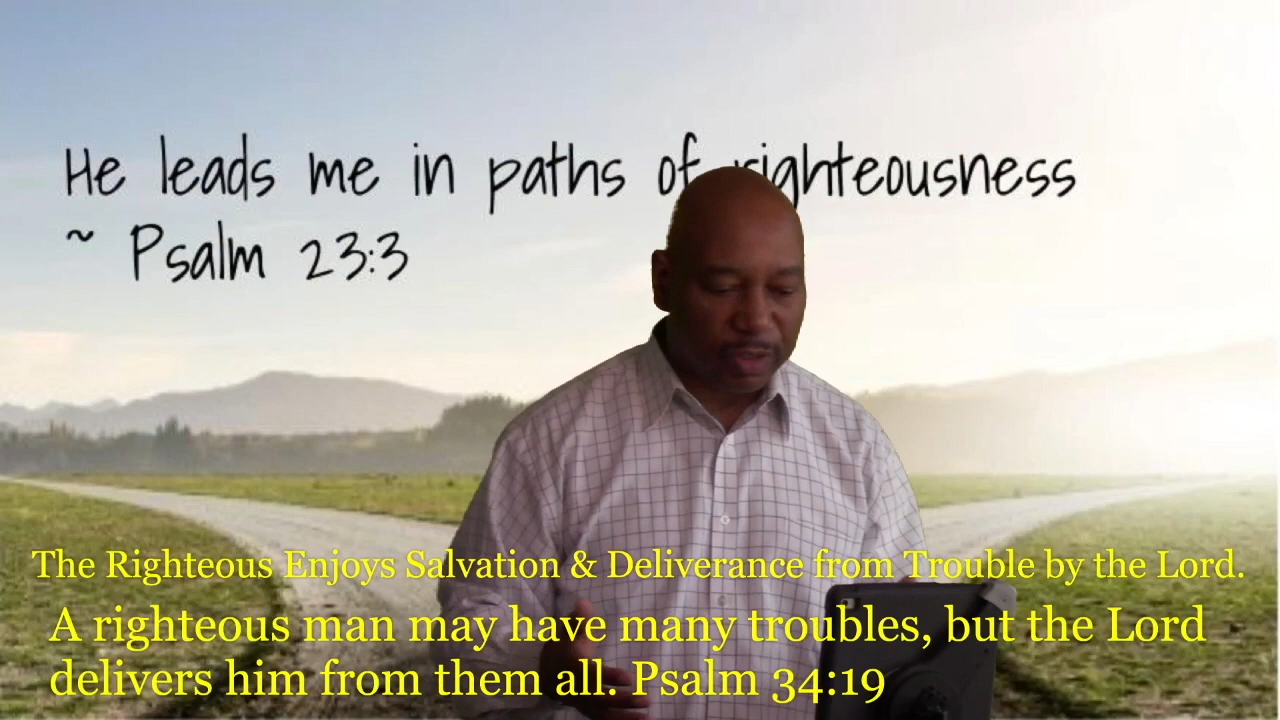 He leads me in paths of righteousness
~ Psalm 23:3
The Righteous Enjoys Salvation & Deliverance from Trouble by the Lord.
A righteous man may have many troubles, but the Lord
delivers him from them all. Psalm 34:19